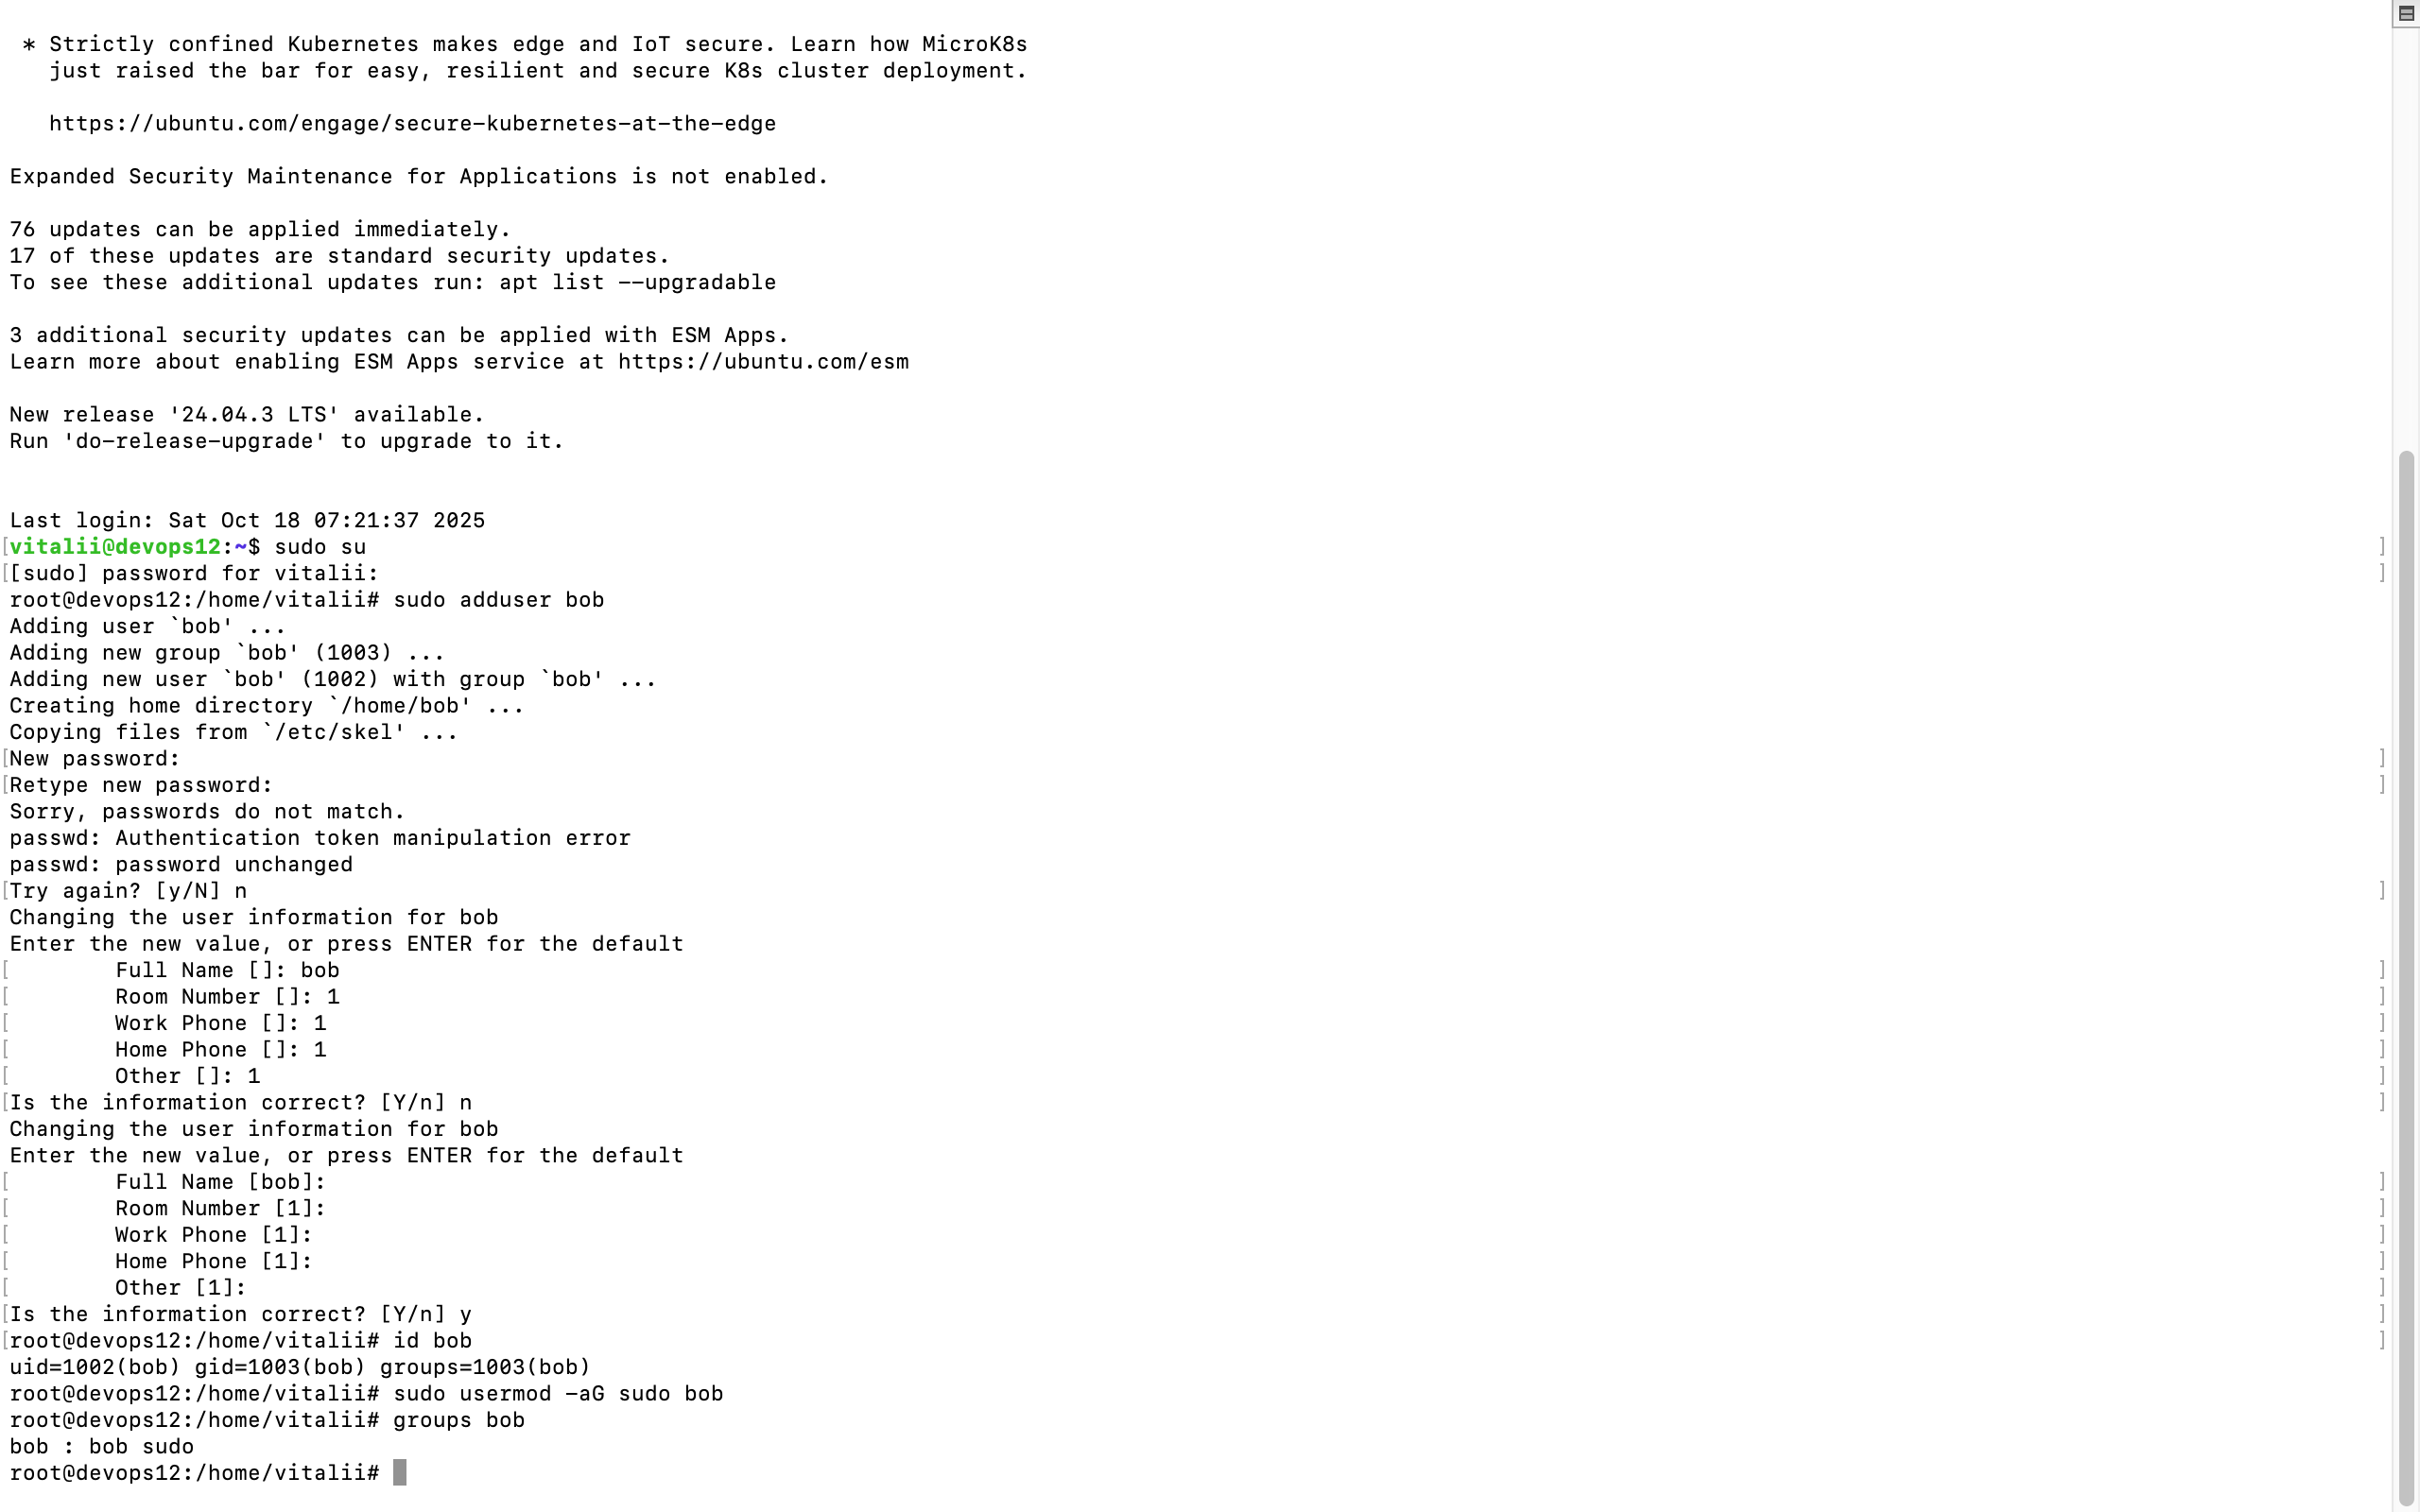 * Strictly confined Kubernetes makes edge and IoT secure. Learn how MicroK8s
   just raised the bar for easy, resilient and secure K8s cluster deployment.

   https://ubuntu.com/engage/secure-kubernetes-at-the-edge

Expanded Security Maintenance for Applications is not enabled.

76 updates can be applied immediately.
17 of these updates are standard security updates.
To see these additional updates run: apt list --upgradable

3 additional security updates can be applied with ESM Apps.
Learn more about enabling ESM Apps service at https://ubuntu.com/esm

New release '24.04.3 LTS' available.
Run 'do-release-upgrade' to upgrade to it.


Last login: Sat Oct 18 07:21:37 2025
vitalii@devops12:~$ sudo su
[sudo] password for vitalii:
root@devops12:/home/vitalii# sudo adduser bob
Adding user `bob' ...
Adding new group `bob' (1003) ...
Adding new user `bob' (1002) with group `bob' ...
Creating home directory `/home/bob' ...
Copying files from `/etc/skel' ...
New password:
Retype new password:
Sorry, passwords do not match.
passwd: Authentication token manipulation error
passwd: password unchanged
Try again? [y/N] n
Changing the user information for bob
Enter the new value, or press ENTER for the default
        Full Name []: bob
        Room Number []: 1
        Work Phone []: 1
        Home Phone []: 1
        Other []: 1
Is the information correct? [Y/n] n
Changing the user information for bob
Enter the new value, or press ENTER for the default
        Full Name [bob]:
        Room Number [1]:
        Work Phone [1]:
        Home Phone [1]:
        Other [1]:
Is the information correct? [Y/n] y
root@devops12:/home/vitalii# id bob
uid=1002(bob) gid=1003(bob) groups=1003(bob)
root@devops12:/home/vitalii# sudo usermod -aG sudo bob
root@devops12:/home/vitalii# groups bob
bob : bob sudo
root@devops12:/home/vitalii#